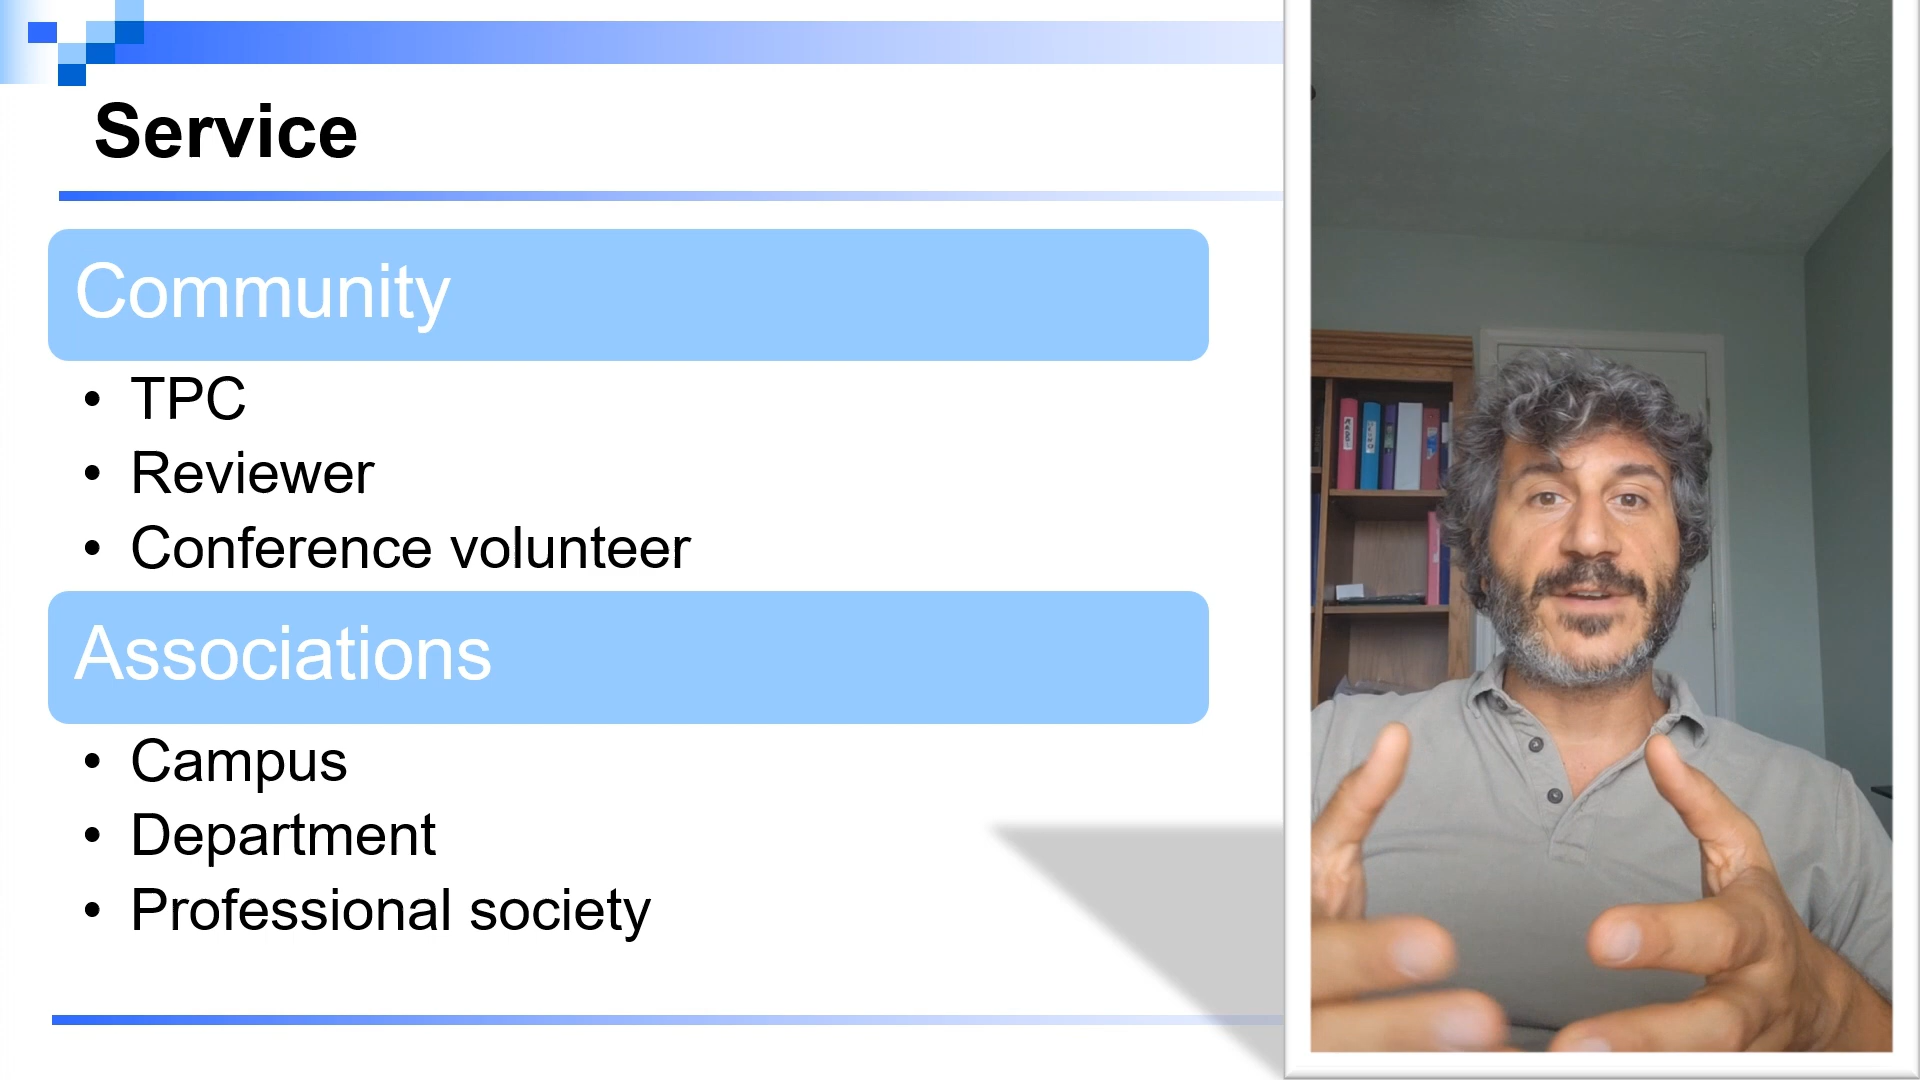 Service
Community
• TPC
• Reviewer
• Conference volunteer
Associations
• Campus
• Department
• Professional society